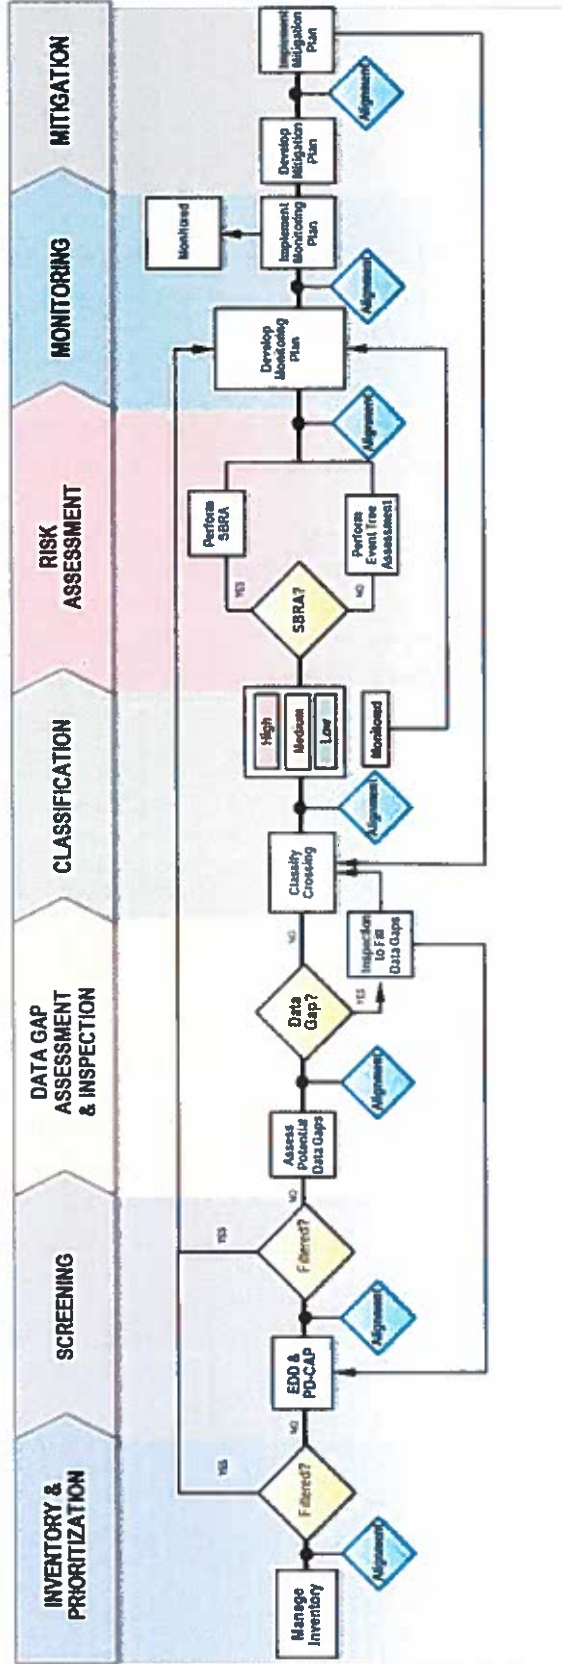 INVENTORY &
PRIORITIZATION
SCREENING
DATA GAP
ASSESSMENT
& INSPECTION
CLASSIFICATION
RISK
ASSESSMENT
MONITORING
MITIGATION
Manage
Inventory
Alignment
Filtered?
YES
NO
EDD &
PD-CAP
Alignment
Filtered?
YES
NO
Assess
Potential
Data Gaps
Alignment
Data
Gap?
YES
NO
Inspection
to Fill
Data Gaps
Classify
Crossing
Alignment
High
Medium
Low
Monitored
SBRA?
YES
NO
Perform
SBRA
Perform
Event Tree
Assessment
Alignment
Develop
Monitoring
Plan
Alignment
Implement
Monitoring
Plan
Monitored
Develop
Mitigation
Plan
Alignment
Implement
Mitigation
Plan